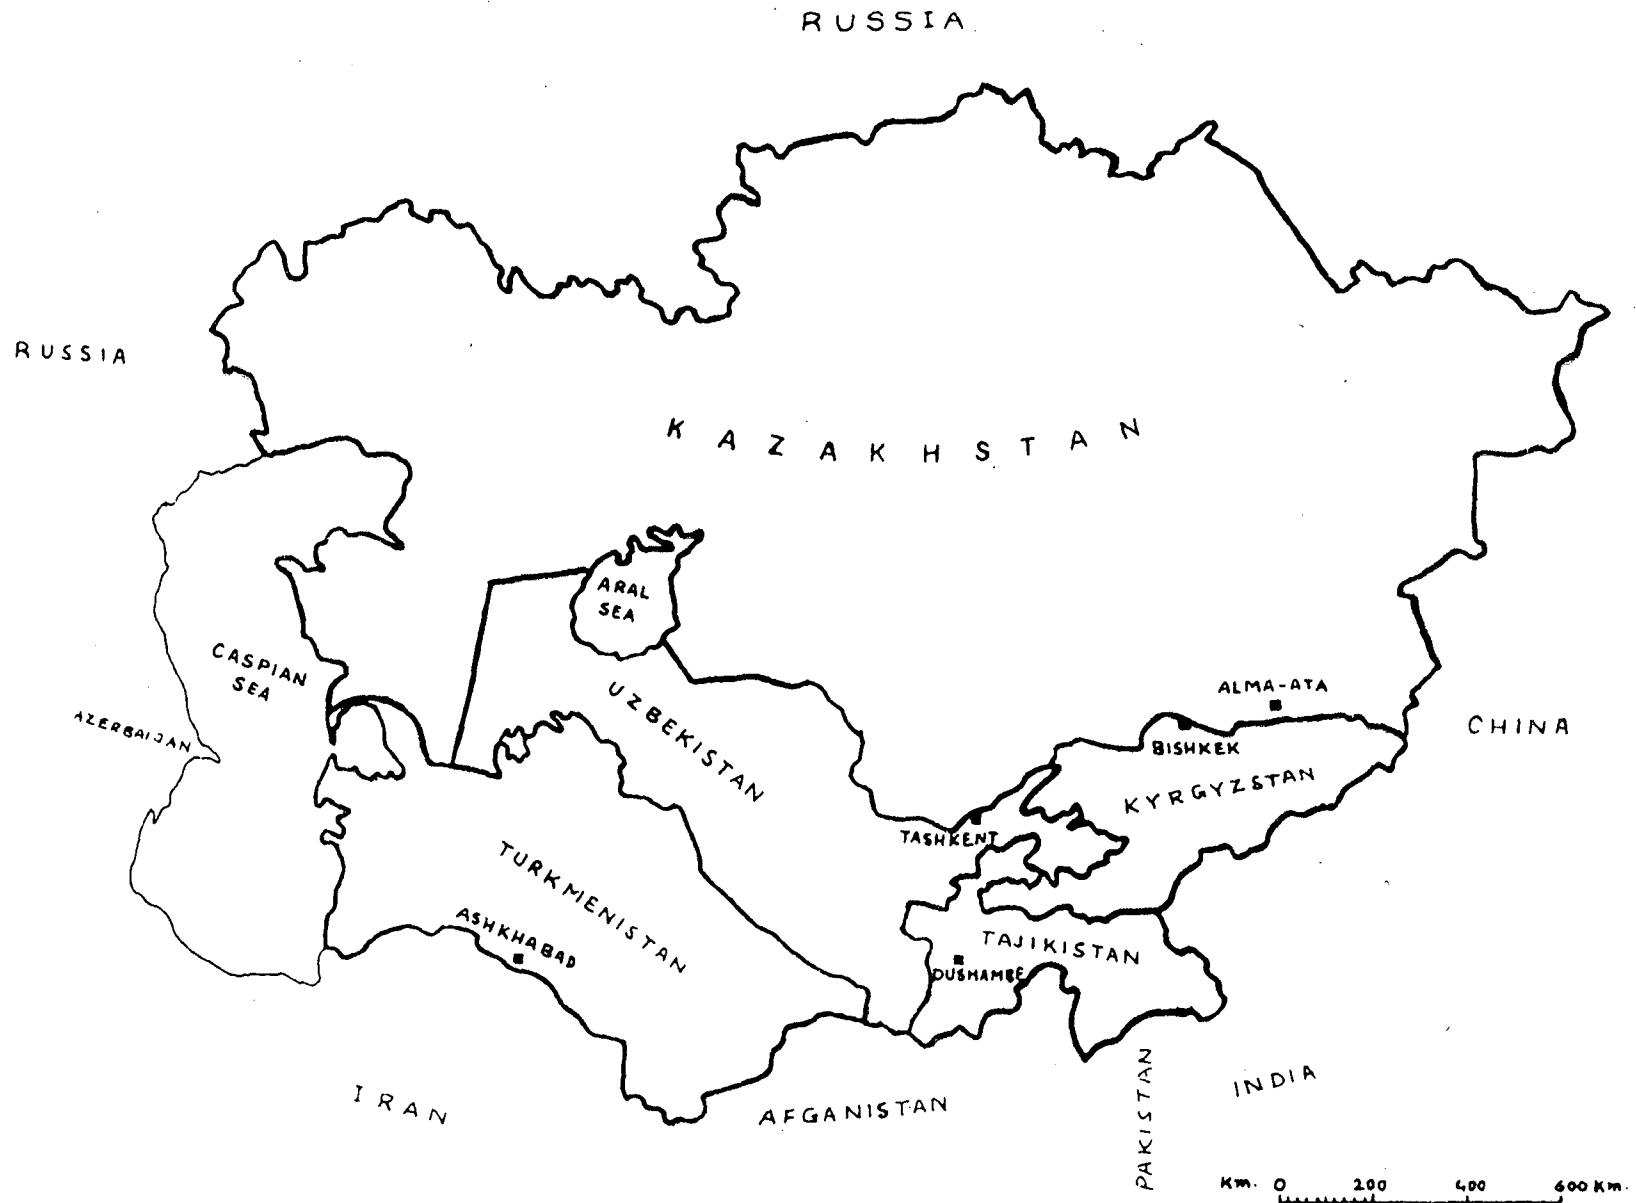 RUSSIA
RUSSIA
KAZAKHSTAN
ARAL
SEA
CASPIAN
SEA
UZBEKISTAN
ALMA-ATA
AZERBAIJAN
CHINA
BISHKEK
KYRGYZSTAN
TASHKENT
TURKMENISTAN
ASHKHABAD
TAJIKISTAN
DUSHAMBE
IRAN
AFGANISTAN
PAKISTAN
INDIA
Km. 0 200 400 600 Km.